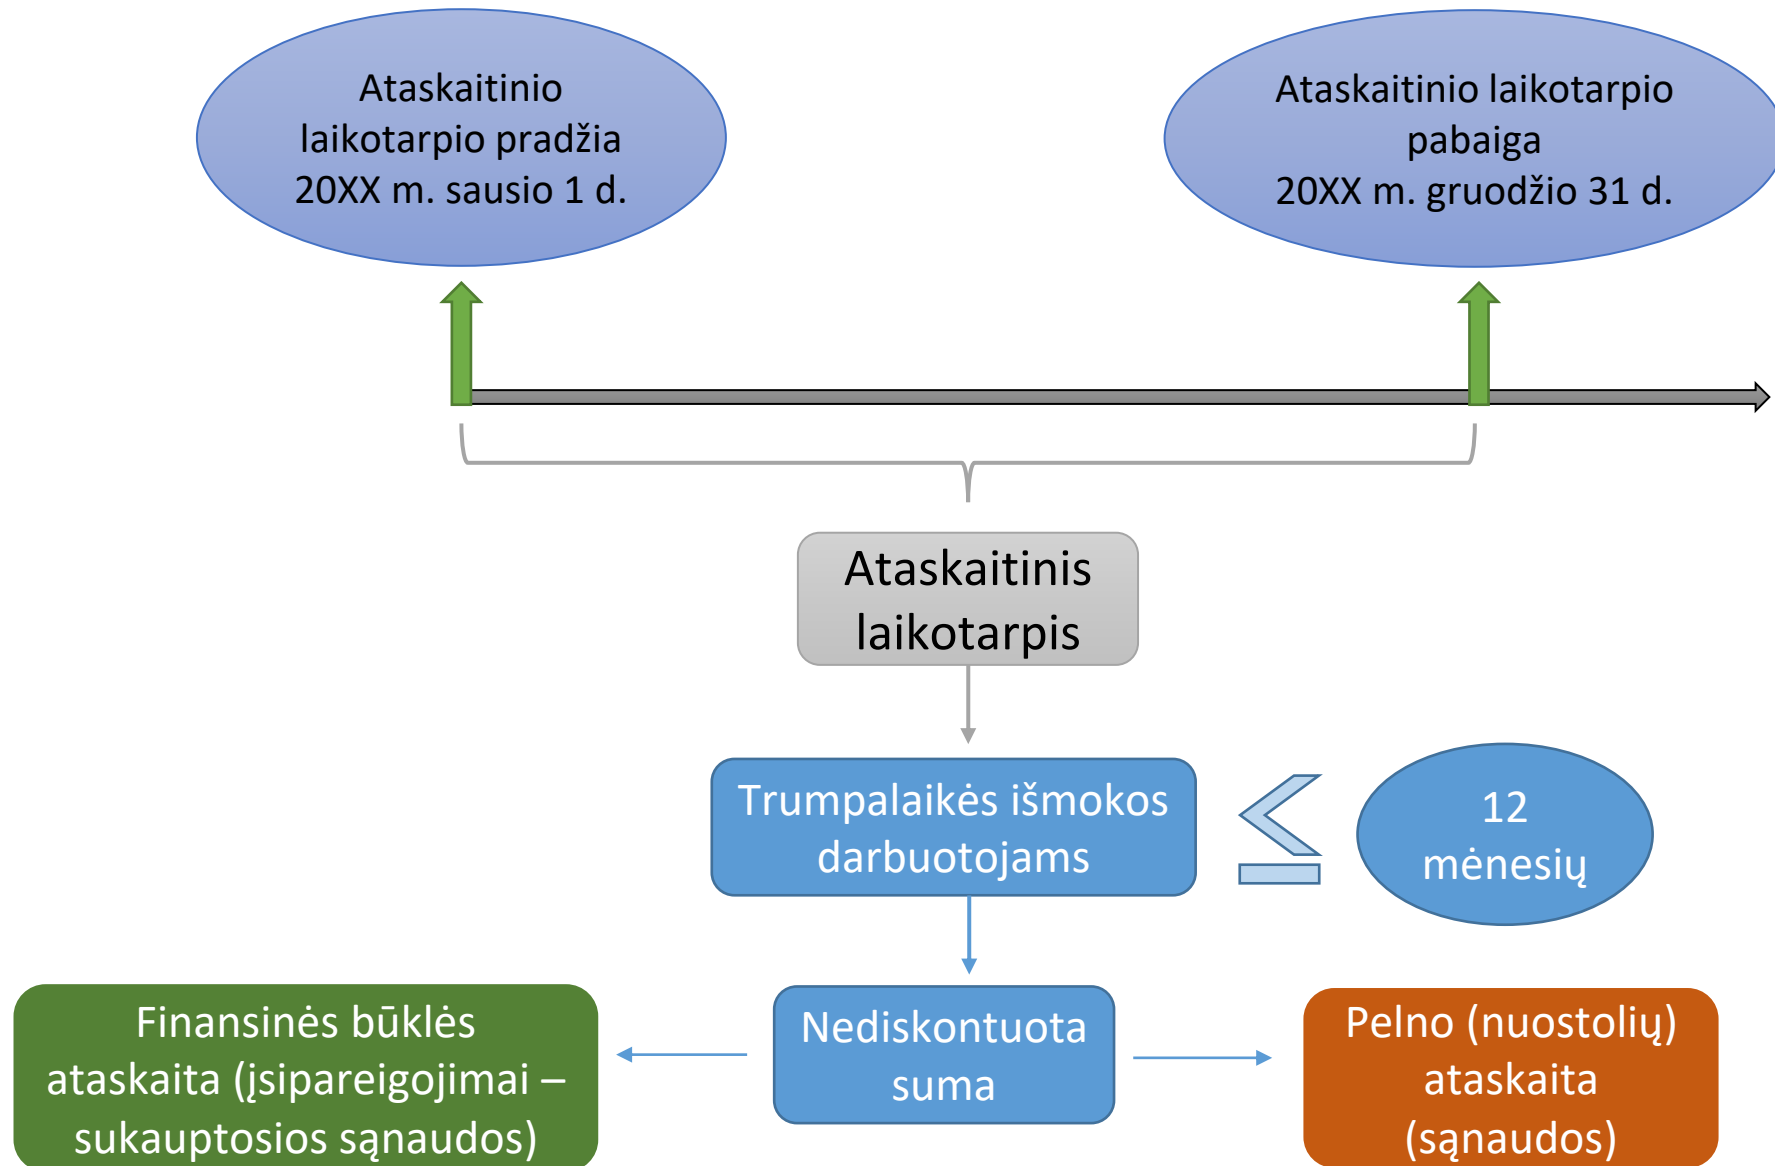 Ataskaitinio
laikotarpio pradžia
20XX m. sausio 1 d.
Ataskaitinio laikotarpio
pabaiga
20XX m. gruodžio 31 d.
Ataskaitinis
laikotarpis
Trumpalaikės išmokos
darbuotojams
≤
12
mėnesių
Finansinės būklės
ataskaita (įsipareigojimai –
sukauptosios sąnaudos)
Nediskontuota
suma
Pelno (nuostolių)
ataskaita
(sąnaudos)